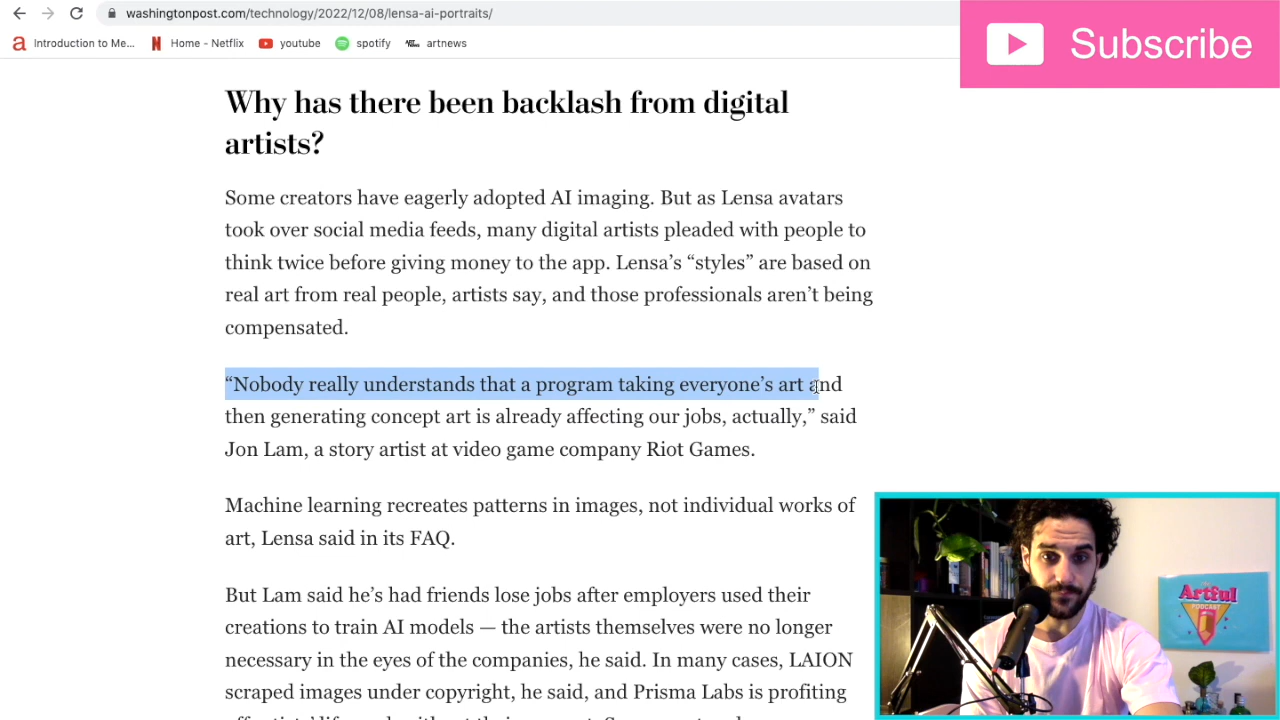 washingtonpost.com/technology/2022/12/08/lensa-ai-portraits/
Subscribe
a Introduction to Me... N Home - Netflix youtube spotify artnews
Why has there been backlash from digital
artists?
Some creators have eagerly adopted AI imaging. But as Lensa avatars
took over social media feeds, many digital artists pleaded with people to
think twice before giving money to the app. Lensa’s “styles” are based on
real art from real people, artists say, and those professionals aren’t being
compensated.
“Nobody really understands that a program taking everyone’s art and
then generating concept art is already affecting our jobs, actually,” said
Jon Lam, a story artist at video game company Riot Games.
Machine learning recreates patterns in images, not individual works of
art, Lensa said in its FAQ.
But Lam said he’s had friends lose jobs after employers used their
creations to train AI models — the artists themselves were no longer
necessary in the eyes of the companies, he said. In many cases, LAION
scraped images under copyright, he said, and Prisma Labs is profiting
Artful
PODCAST